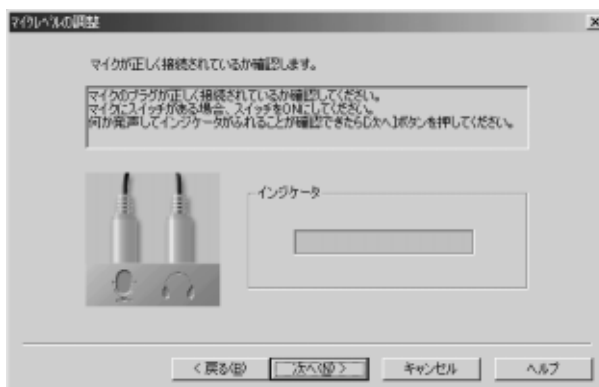 マイクレベルの調整
マイクが正しく接続されているか確認します。
マイクのプラグが正しく接続されているか確認してください。
マイクにスイッチがある場合、スイッチをONにしてください。
何か発声してインジケータがふれることが確認できたら[次へ]ボタンを押してください。
インジケータ
< 戻る(B) 次へ(N) > キャンセル ヘルプ